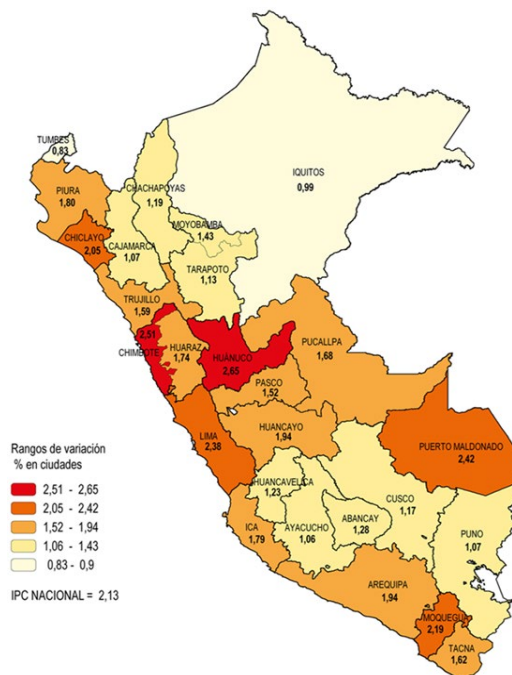 TUMBES
0,83
PIURA
1,80
CHICLAYO
2,05
CAJAMARCA
1,07
CHACHAPOYAS
1,19
MOYOBAMBA
1,43
TARAPOTO
1,13
IQUITOS
0,99
TRUJILLO
1,59
2,51
CHIMBOTE
HUARAZ
1,74
HUÁNUCO
2,65
PUCALLPA
1,68
PASCO
1,52
LIMA
2,38
HUANCAYO
1,94
PUERTO MALDONADO
2,42
HUANCAVELICA
1,23
ICA
1,79
AYACUCHO
1,06
ABANCAY
1,28
CUSCO
1,17
PUNO
1,07
AREQUIPA
1,94
MOQUEGUA
2,19
TACNA
1,62
Rangos de variación
% en ciudades
2,51 - 2,65
2,05 - 2,42
1,52 - 1,94
1,06 - 1,43
0,83 - 0,9
IPC NACIONAL = 2,13